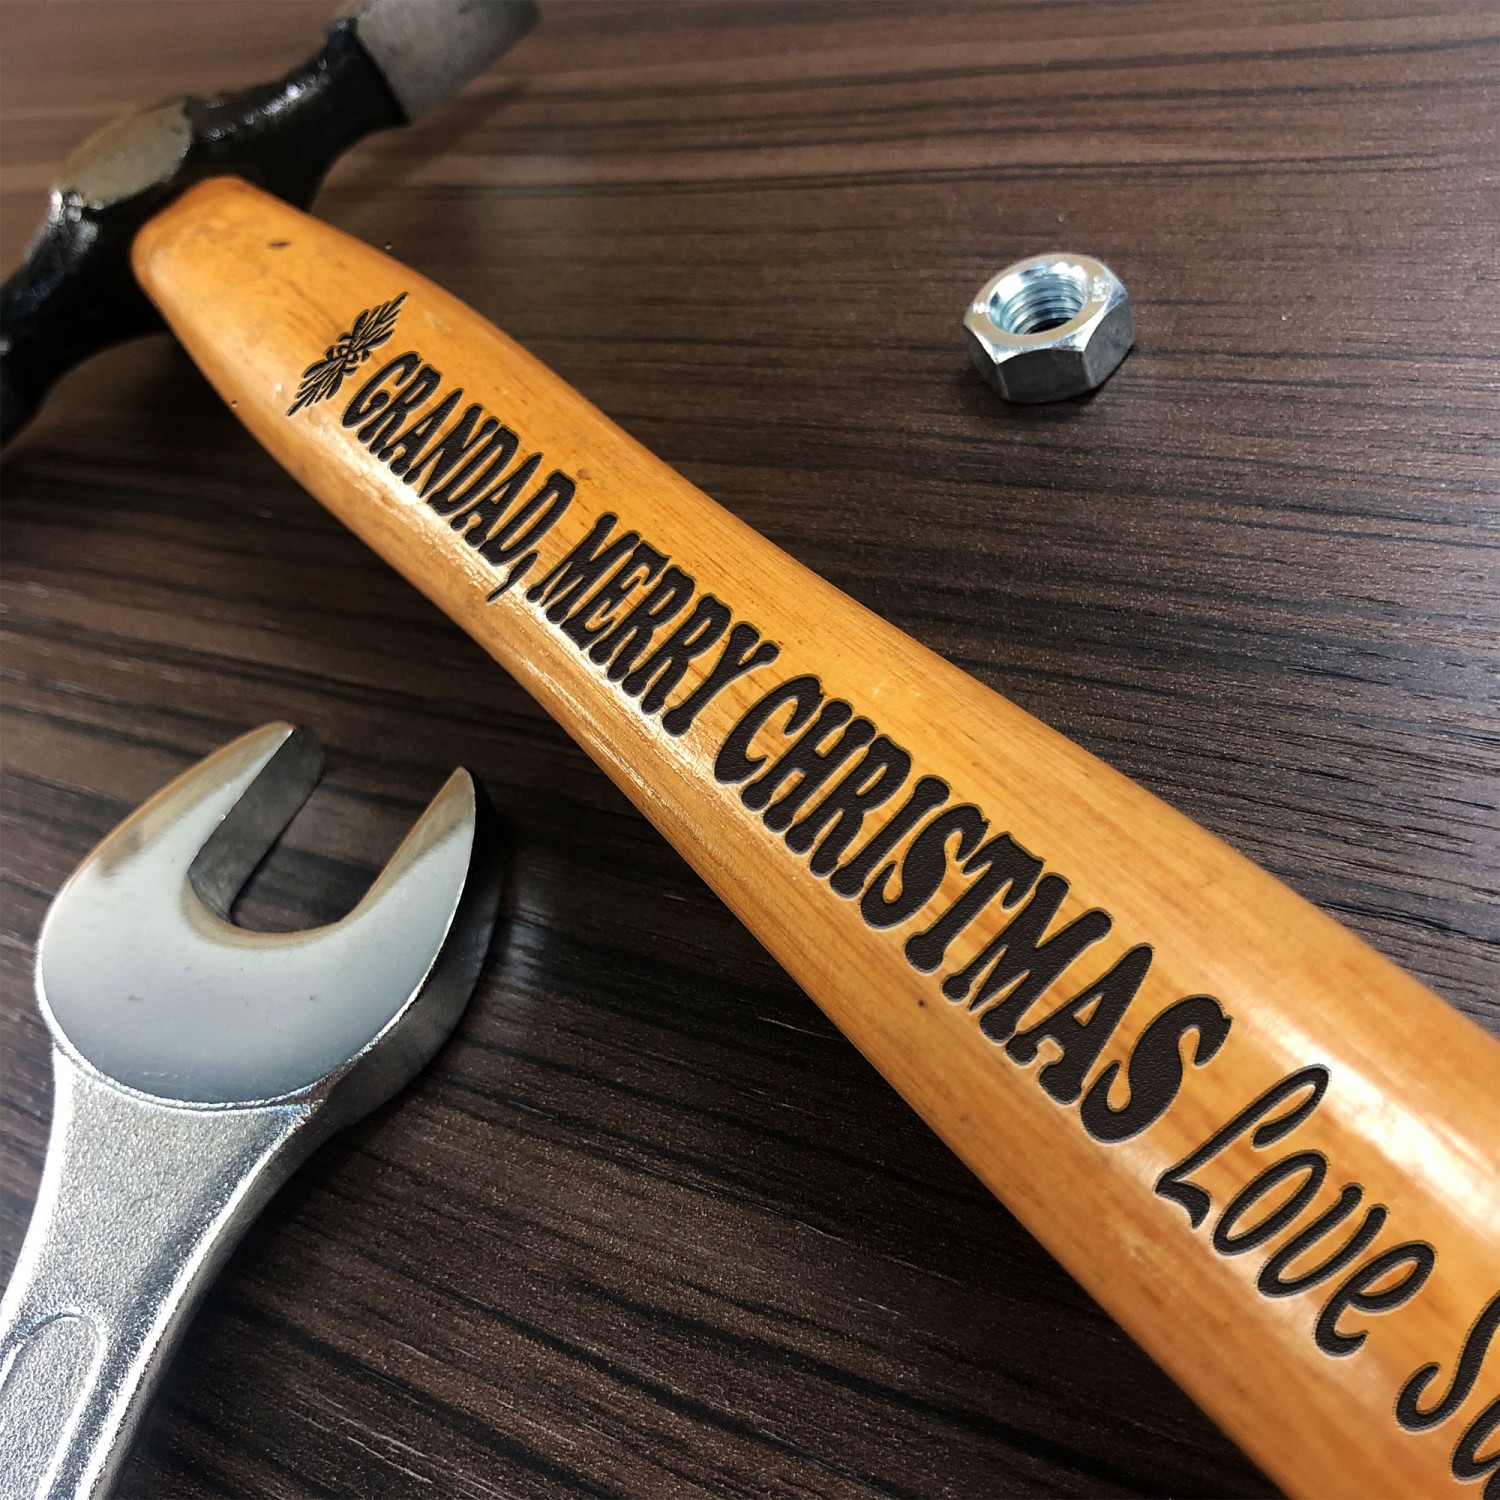 GRANDAD, MERRY CHRISTMAS Love